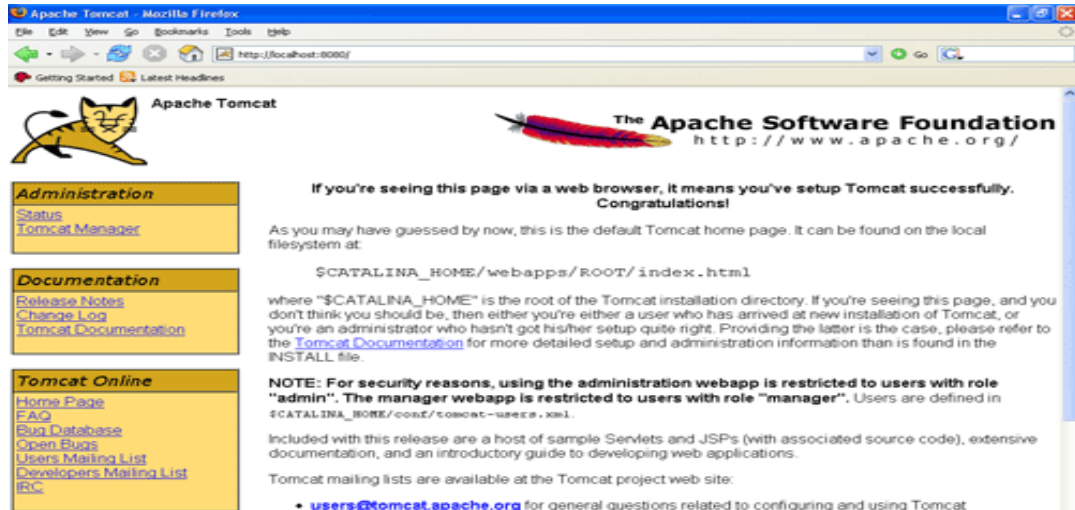 Apache Tomcat - Mozilla Firefox
File Edit View Go Bookmarks Tools Help
http://localhost:8080/
Go
Getting Started Latest Headlines
Apache Tomcat
The Apache Software Foundation
http://www.apache.org/
Administration
Status
Tomcat Manager
Documentation
Release Notes
Change Log
Tomcat Documentation
Tomcat Online
Home Page
FAQ
Bug Database
Open Bugs
Users Mailing List
Developers Mailing List
IRC
If you're seeing this page via a web browser, it means you've setup Tomcat successfully.
Congratulations!
As you may have guessed by now, this is the default Tomcat home page. It can be found on the local
filesystem at:
$CATALINA_HOME/webapps/ROOT/index.html
where "$CATALINA_HOME" is the root of the Tomcat installation directory. If you're seeing this page, and you
don't think you should be, then either you're either a user who has arrived at new installation of Tomcat, or
you're an administrator who hasn't got his/her setup quite right. Providing the latter is the case, please refer to
the Tomcat Documentation for more detailed setup and administration information than is found in the
INSTALL file.
NOTE: For security reasons, using the administration webapp is restricted to users with role
"admin". The manager webapp is restricted to users with role "manager". Users are defined in
$CATALINA_HOME/conf/tomcat-users.xml.
Included with this release are a host of sample Servlets and JSPs (with associated source code), extensive
documentation, and an introductory guide to developing web applications.
Tomcat mailing lists are available at the Tomcat project web site:
• users@tomcat.apache.org for general questions related to configuring and using Tomcat